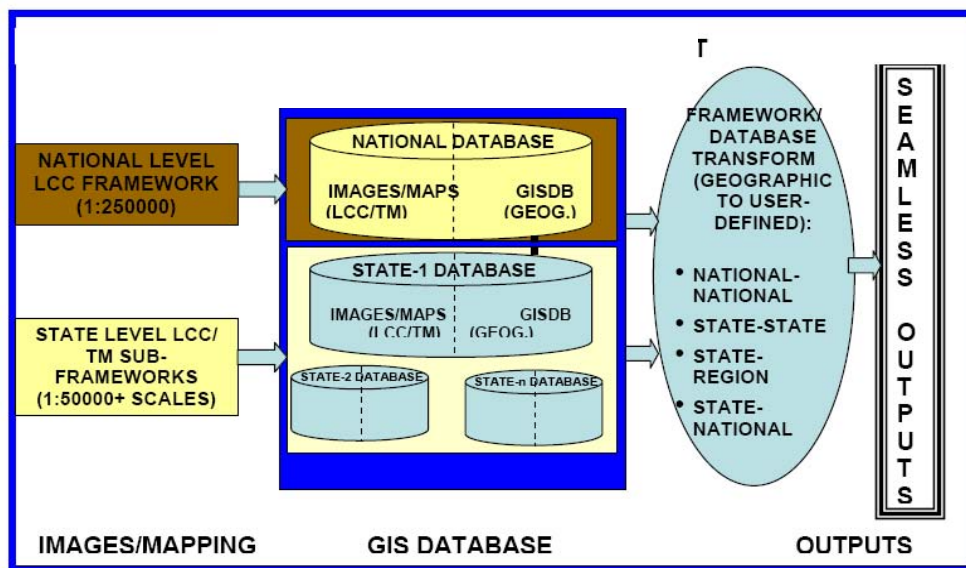 T
NATIONAL LEVEL
LCC FRAMEWORK
(1:250000)
STATE LEVEL LCC/
TM SUB-
FRAMEWORKS
(1:50000+ SCALES)
NATIONAL DATABASE
IMAGES/MAPS GISDB
(LCC/TM) (GEOG.)
STATE-1 DATABASE
IMAGES/MAPS GISDB
(LCC/TM) (GEOG.)
STATE-2 DATABASE
STATE-n DATABASE
FRAMEWORK/
DATABASE
TRANSFORM
(GEOGRAPHIC
TO USER-
DEFINED):
• NATIONAL-
NATIONAL
• STATE-STATE
• STATE-
REGION
• STATE-
NATIONAL
SEAMLESS OUTPUTS
IMAGES/MAPPING GIS DATABASE OUTPUTS